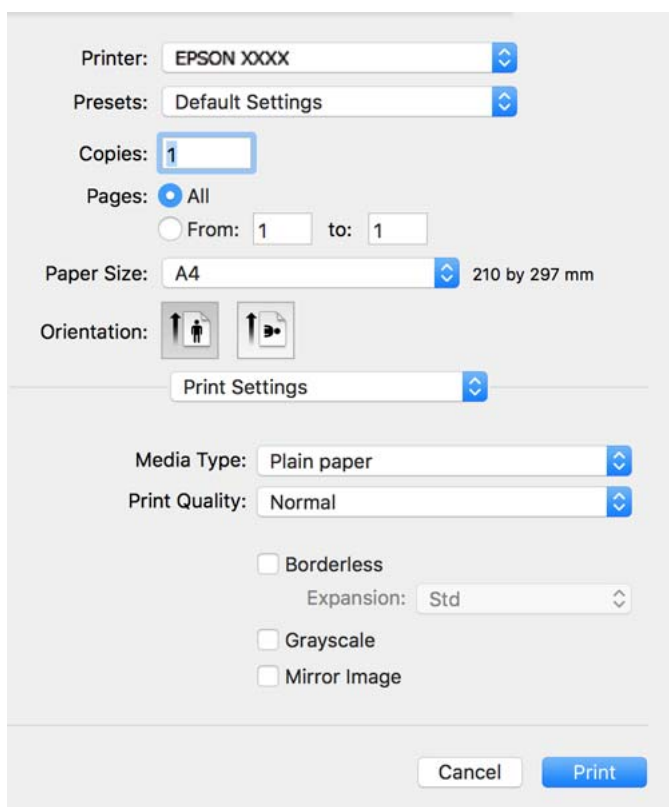 Printer: EPSON XXXX
Presets: Default Settings
Copies: 1
Pages: All
From: 1 to: 1
Paper Size: A4 210 by 297 mm
Orientation:
Print Settings
Media Type: Plain paper
Print Quality: Normal
Borderless
Expansion: Std
Grayscale
Mirror Image
Cancel Print